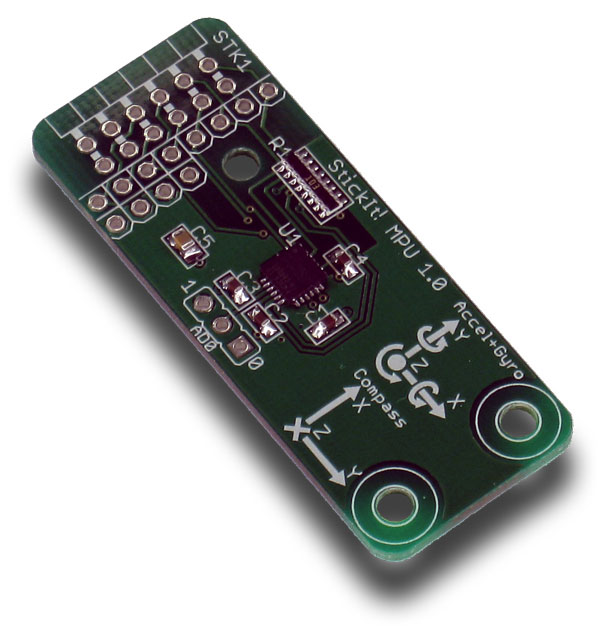 STK1
R1
StickIt! MPU 1.0
U1
C5
C4
C3
C2
C1
1
AD0
0
Accel+Gyro
Y
Z
X
Compass
X
Z
Y